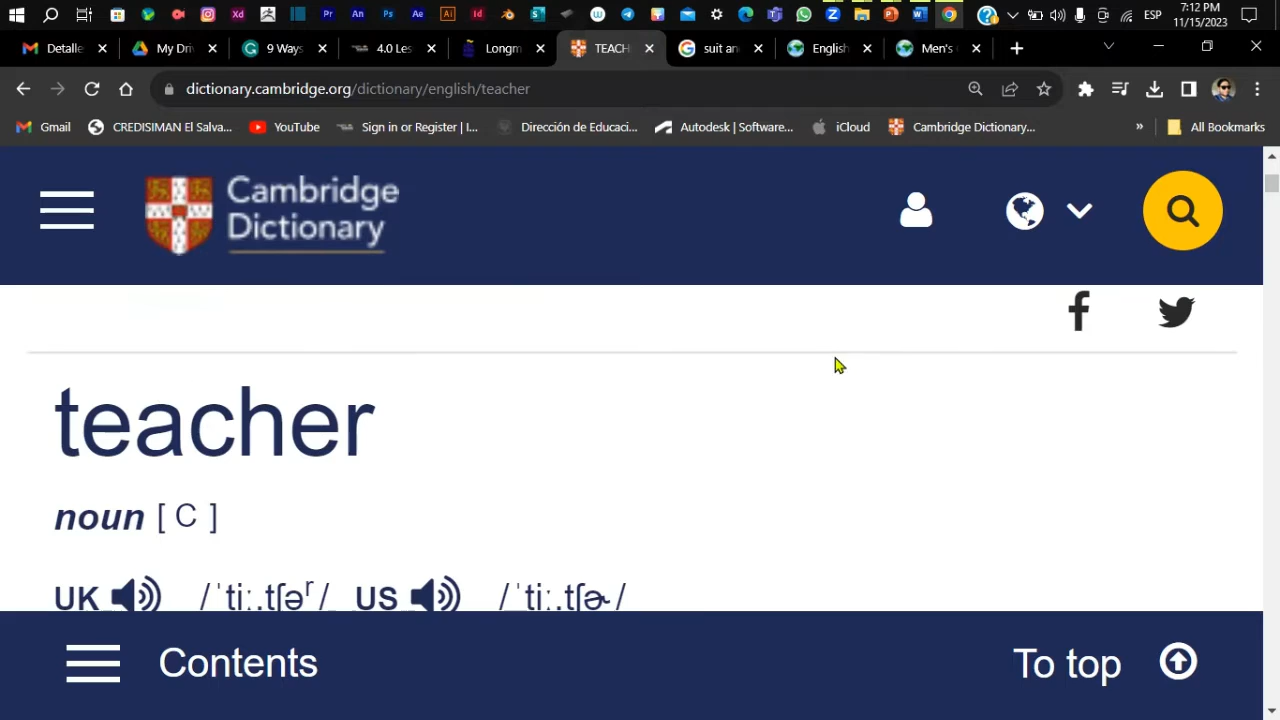 ESP
7:12 PM
11/15/2023
Detalle
My Dri
9 Ways
4.0 Les
Longm
TEACH
suit an
English
Men's
dictionary.cambridge.org/dictionary/english/teacher
Gmail
CREDISIMAN El Salva...
YouTube
Sign in or Register | I...
Dirección de Educaci...
Autodesk | Software...
iCloud
Cambridge Dictionary...
»
All Bookmarks
Cambridge
Dictionary
teacher
noun [ C ]
UK /ˈtiː.tʃəʳ/ US /ˈtiː.tʃɚ/
Contents
To top